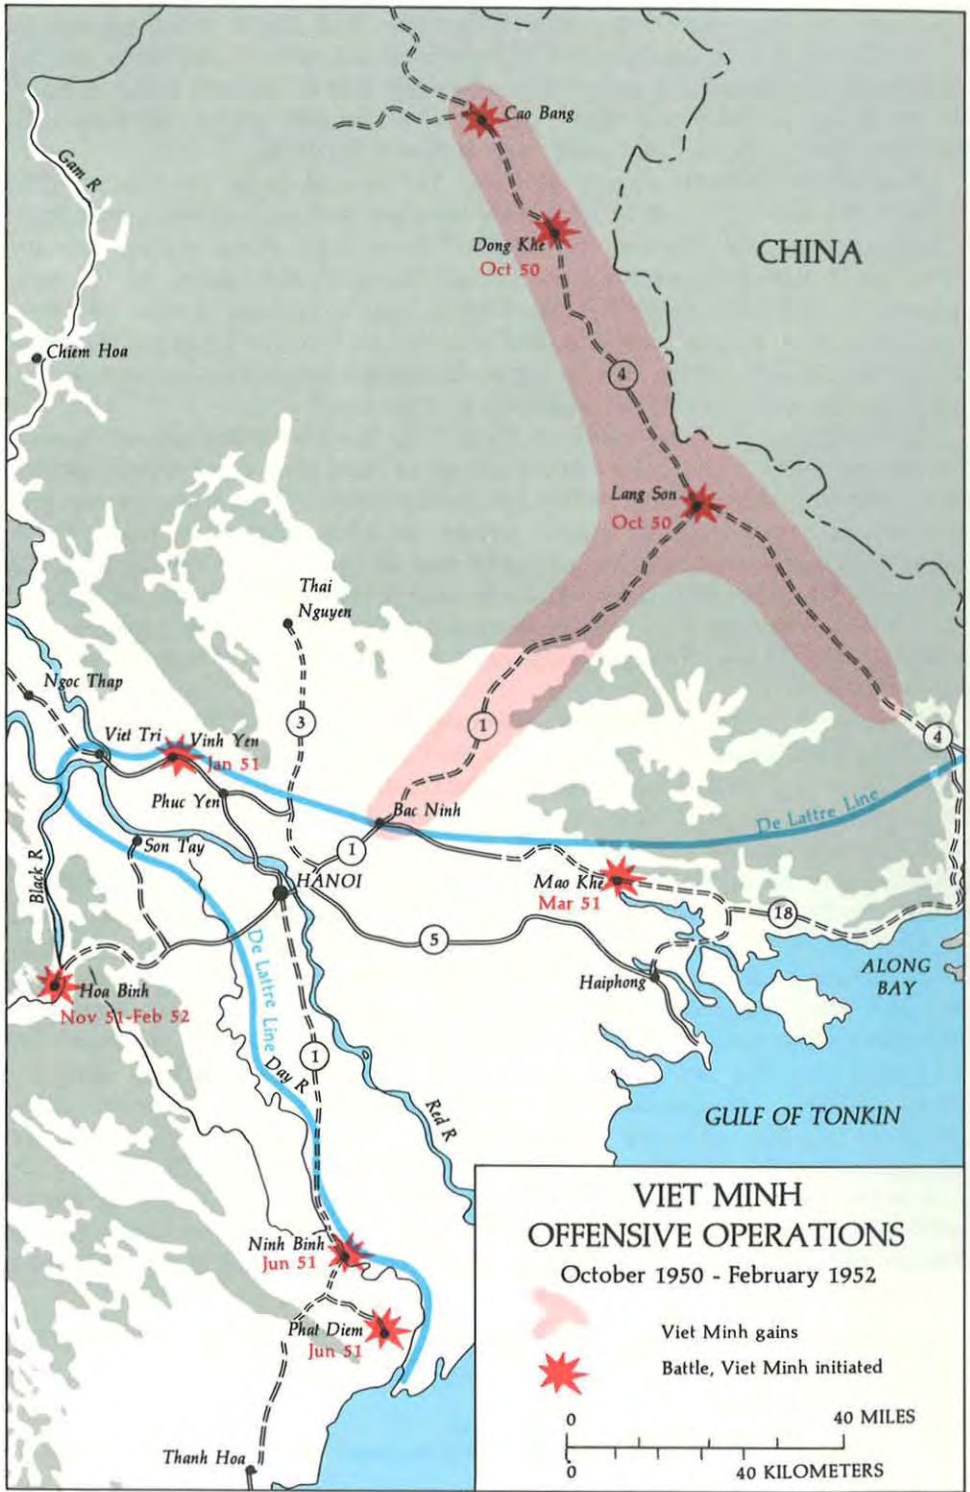 Cao Bang
Gam R
Dong Khe
Oct 50
CHINA
Chiem Hoa
4
Lang Son
Oct 50
Thai
Nguyen
Ngoc Thap
3
1
4
Viet Tri
Vinh Yen
Jan 51
Phuc Yen
Bac Ninh
De Lattre Line
Son Tay
1
Black R
HANOI
Mao Khe
Mar 51
18
5
De Lattre Line
ALONG
BAY
Haiphong
Hoa Binh
Nov 51-Feb 52
1
Day R
Red R
GULF OF TONKIN
Ninh Binh
Jun 51
Phat Diem
Jun 51
Thanh Hoa
VIET MINH
OFFENSIVE OPERATIONS
October 1950 - February 1952
Viet Minh gains
Battle, Viet Minh initiated
0 40 MILES
0 40 KILOMETERS